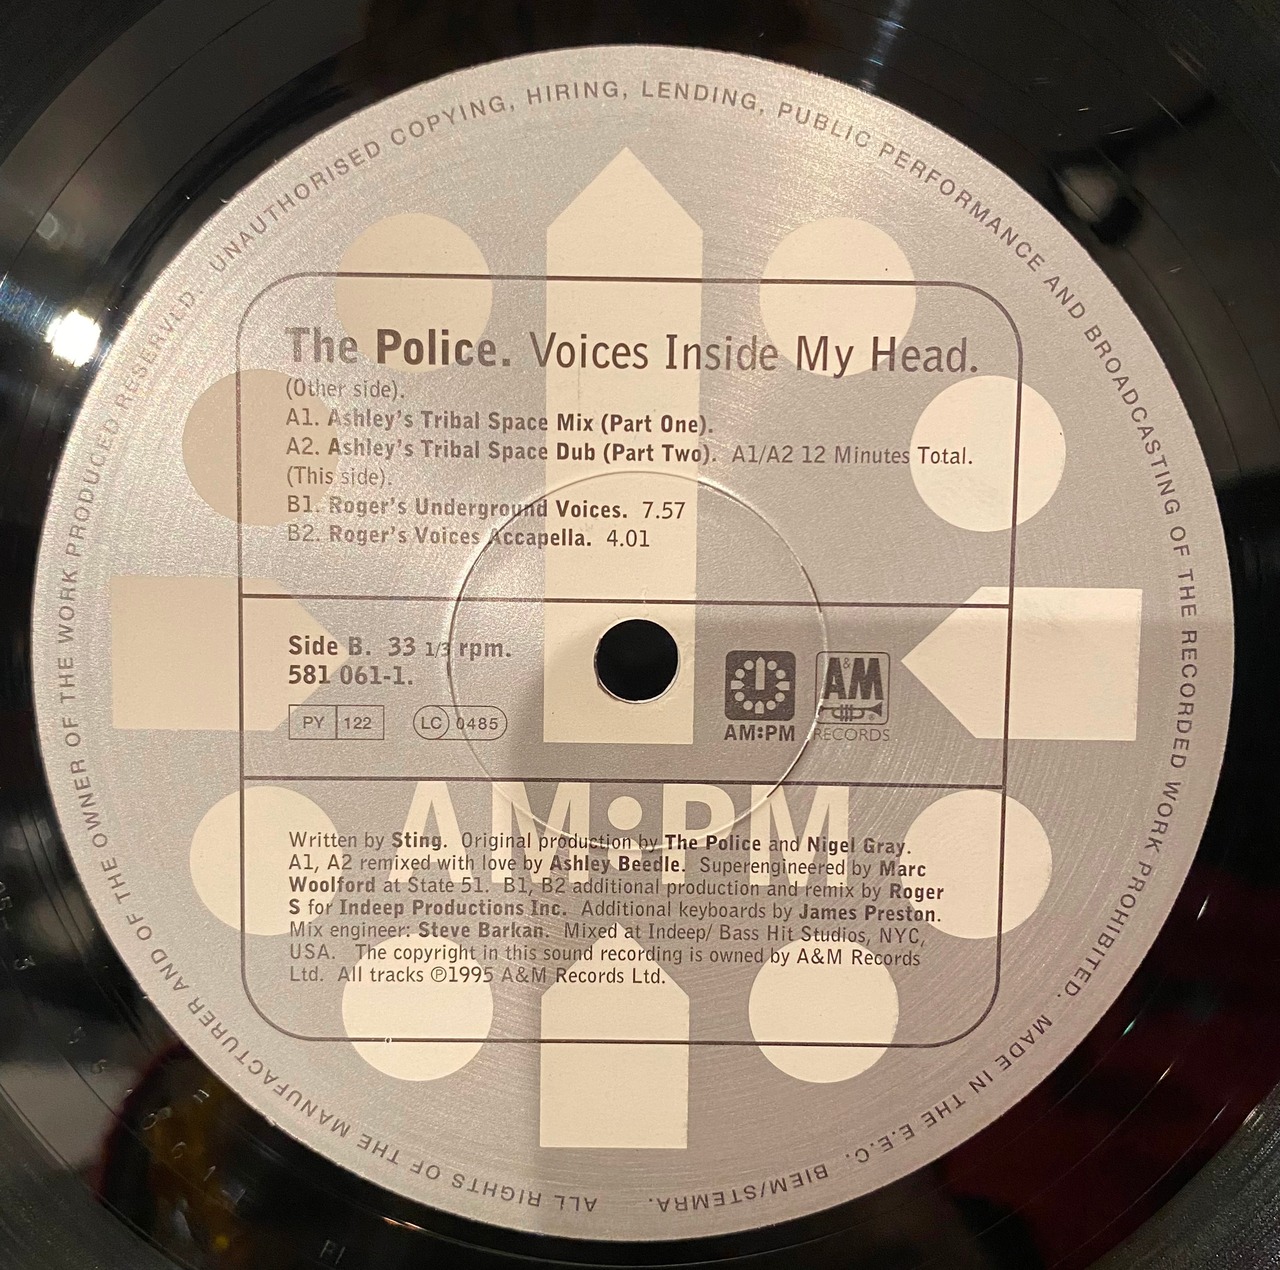 UNAUTHORISED COPYING, HIRING, LENDING, PUBLIC PERFORMANCE AND BROADCASTING OF THE RECORDED WORK PROHIBITED. MADE IN THE E.E.C. BIEM/STEMRA.
ALL RIGHTS OF THE MANUFACTURER AND OF THE OWNER OF THE WORK PRODUCED RESERVED.
The Police. Voices Inside My Head.
(Other side).
A1. Ashley's Tribal Space Mix (Part One).
A2. Ashley's Tribal Space Dub (Part Two). A1/A2 12 Minutes Total.
(This side).
B1. Roger's Underground Voices. 7.57
B2. Roger's Voices Accapella. 4.01
Side B. 33 1/3 rpm.
581 061-1.
PY 122 LC 0485
AM:PM
A&M
RECORDS
AM:PM
Written by Sting. Original production by The Police and Nigel Gray.
A1, A2 remixed with love by Ashley Beedle. Superengineered by Marc
Woolford at State 51. B1, B2 additional production and remix by Roger
S for Indeep Productions Inc. Additional keyboards by James Preston.
Mix engineer: Steve Barkan. Mixed at Indeep/ Bass Hit Studios, NYC,
USA. The copyright in this sound recording is owned by A&M Records
Ltd. All tracks ℗1995 A&M Records Ltd.